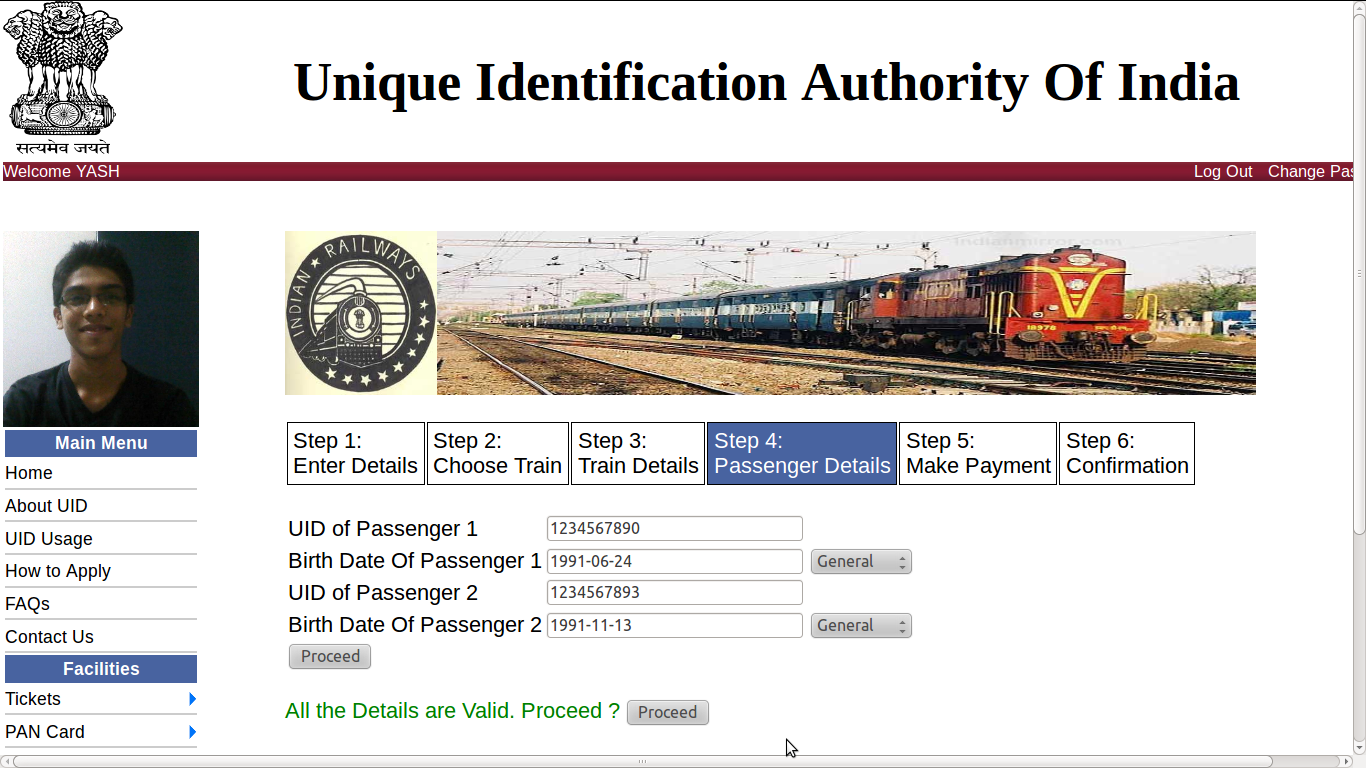 Unique Identification Authority Of India
सत्यमेव जयते
Welcome YASH
Log Out Change Pas
INDIAN ★ RAILWAYS
indianmirror.com
18978
Main Menu
Home
About UID
UID Usage
How to Apply
FAQs
Contact Us
Facilities
Tickets
PAN Card
Step 1:
Enter Details
Step 2:
Choose Train
Step 3:
Train Details
Step 4:
Passenger Details
Step 5:
Make Payment
Step 6:
Confirmation
UID of Passenger 1 1234567890
Birth Date Of Passenger 1 1991-06-24 General
UID of Passenger 2 1234567893
Birth Date Of Passenger 2 1991-11-13 General
Proceed
All the Details are Valid. Proceed ? Proceed